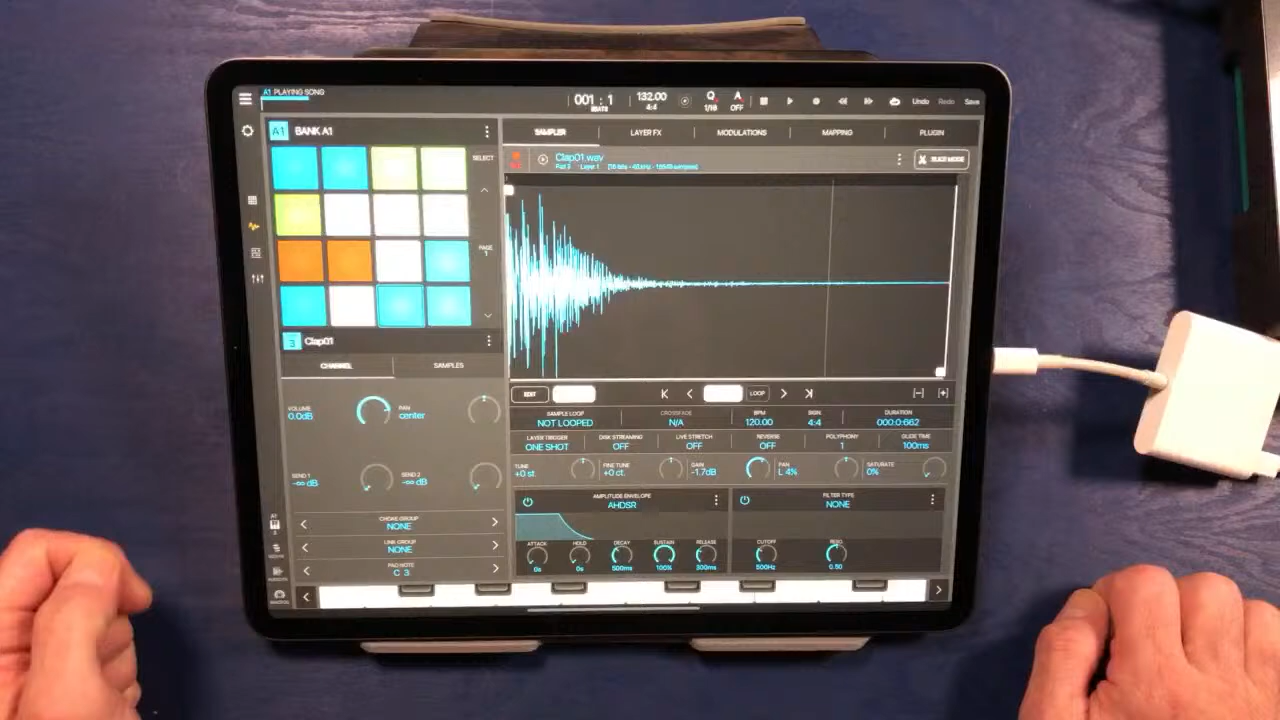 A1 PLAYING SONG
001 : 1
BEATS
132.00
4:4
Q
1/16
A
OFF
Undo Redo Save
A1 BANK A1
SELECT
PAGE
1
SAMPLER LAYER FX MODULATIONS MAPPING PLUGIN
Clap01.wav
SLICE MODE
3 Clap01
CHANNEL SAMPLES
VOLUME
0.0dB
PAN
center
SEND 1
-∞ dB
SEND 2
-∞ dB
CHOKE GROUP
NONE
LINK GROUP
NONE
PAD NOTE
C 3
EDIT
LOOP
SAMPLE LOOP
NOT LOOPED
CROSSFADE
N/A
BPM
120.00
SIGN
4:4
DURATION
000:0:662
LAYER TRIGGER
ONE SHOT
DISK STREAMING
OFF
LIVE STRETCH
OFF
REVERSE
OFF
POLYPHONY
1
GLIDE TIME
100ms
TUNE
+0 st.
FINE TUNE
+0 ct.
GAIN
-1.7dB
PAN
L 4%
SATURATE
0%
AMPLITUDE ENVELOPE
AHDSR
ATTACK
0s
HOLD
0s
DECAY
500ms
SUSTAIN
100%
RELEASE
300ms
FILTER TYPE
NONE
CUTOFF
500Hz
RESO
0.50